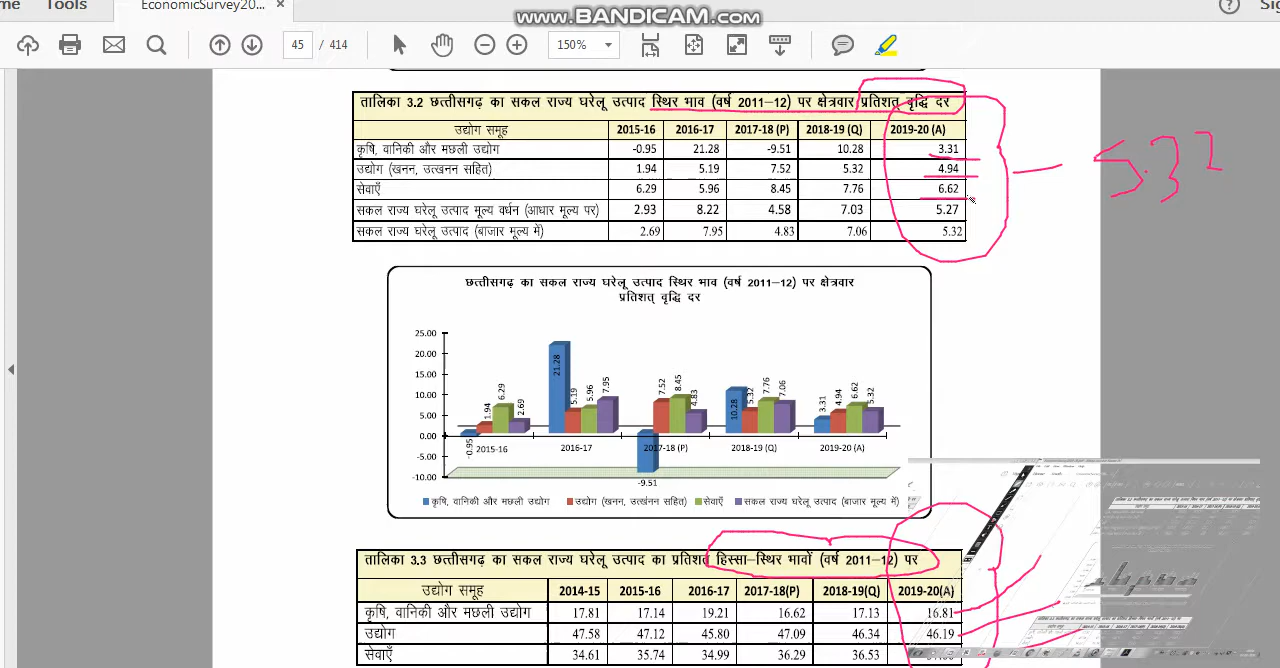 www.BANDICAM.com
me Tools EconomicSurvey20... × ?
45 / 414 150%
तालिका 3.2 छत्तीसगढ़ का सकल राज्य घरेलू उत्पाद स्थिर भाव (वर्ष 2011–12) पर क्षेत्रवार प्रतिशत् वृद्धि दर
उद्योग समूह 2015-16 2016-17 2017-18 (P) 2018-19 (Q) 2019-20 (A)
कृषि, वानिकी और मछली उद्योग -0.95 21.28 -9.51 10.28 3.31
उद्योग (खनन, उत्खनन सहित) 1.94 5.19 7.52 5.32 4.94
सेवाएँ 6.29 5.96 8.45 7.76 6.62
सकल राज्य घरेलू उत्पाद मूल्य वर्धन (आधार मूल्य पर) 2.93 8.22 4.58 7.03 5.27
सकल राज्य घरेलू उत्पाद (बाजार मूल्य में) 2.69 7.95 4.83 7.06 5.32
5.32
छत्तीसगढ़ का सकल राज्य घरेलू उत्पाद स्थिर भाव (वर्ष 2011–12) पर क्षेत्रवार
प्रतिशत् वृद्धि दर
25.00
20.00
15.00
10.00
5.00
0.00
-5.00
-10.00
-0.95 1.94 6.29 2.69
21.28 5.19 5.96 7.95
-9.51 7.52 8.45 4.83
10.28 5.32 7.76 7.06
3.31 4.94 6.62 5.32
2015-16 2016-17 2017-18 (P) 2018-19 (Q) 2019-20 (A)
कृषि, वानिकी और मछली उद्योग उद्योग (खनन, उत्खनन सहित) सेवाएँ सकल राज्य घरेलू उत्पाद (बाजार मूल्य में)
तालिका 3.3 छत्तीसगढ़ का सकल राज्य घरेलू उत्पाद का प्रतिशत हिस्सा–स्थिर भावों (वर्ष 2011–12) पर
उद्योग समूह 2014-15 2015-16 2016-17 2017-18(P) 2018-19(Q) 2019-20(A)
कृषि, वानिकी और मछली उद्योग 17.81 17.14 19.21 16.62 17.13 16.81
उद्योग 47.58 47.12 45.80 47.09 46.34 46.19
सेवाएँ 34.61 35.74 34.99 36.29 36.53